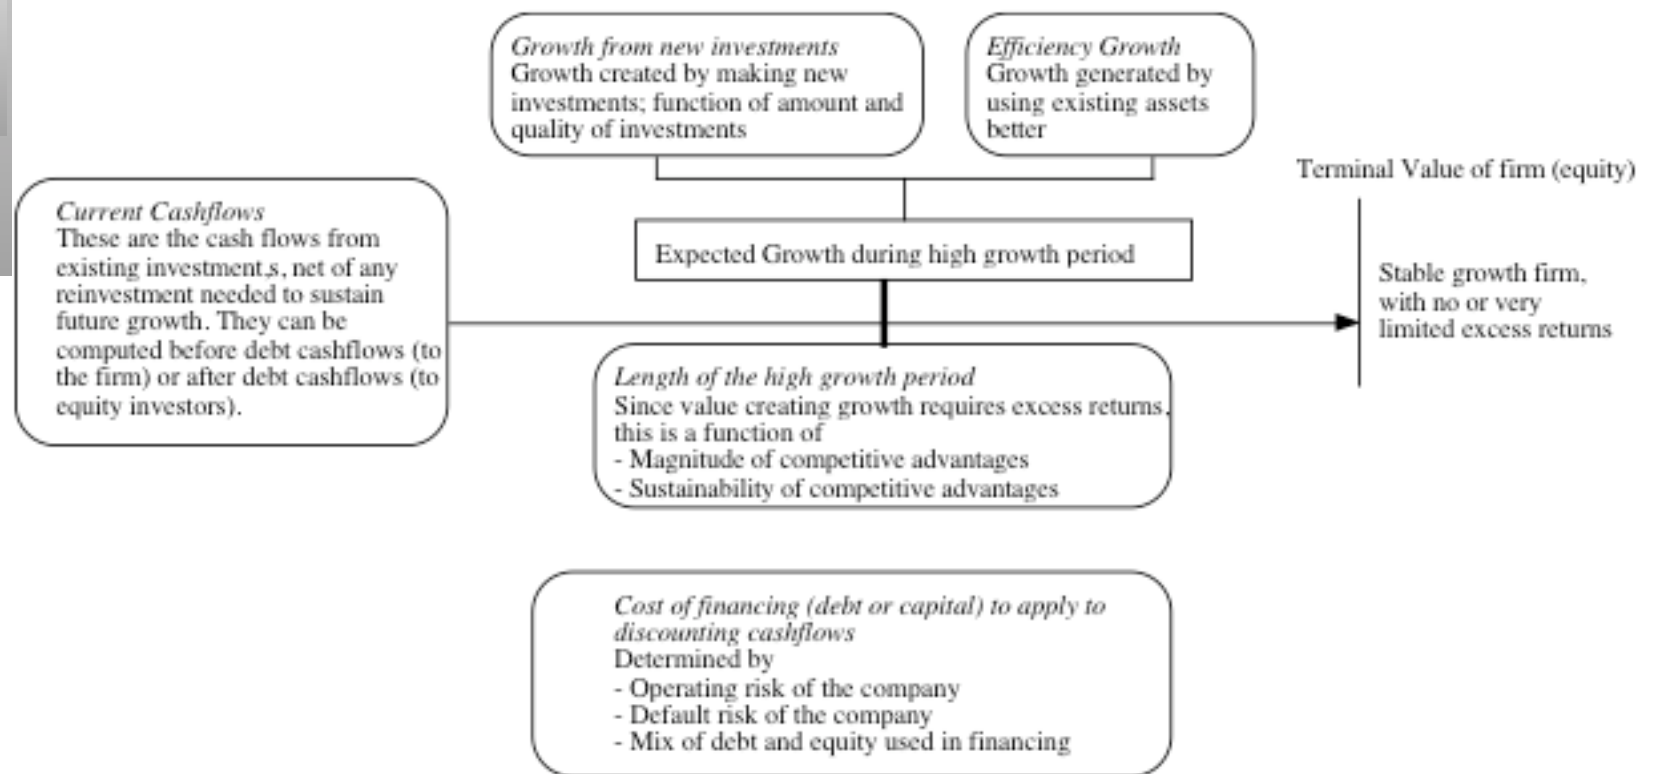 Growth from new investments
Growth created by making new
investments; function of amount and
quality of investments
Efficiency Growth
Growth generated by
using existing assets
better
Terminal Value of firm (equity)
Current Cashflows
These are the cash flows from
existing investment,s, net of any
reinvestment needed to sustain
future growth. They can be
computed before debt cashflows (to
the firm) or after debt cashflows (to
equity investors).
Expected Growth during high growth period
Stable growth firm,
with no or very
limited excess returns
Length of the high growth period
Since value creating growth requires excess returns,
this is a function of
- Magnitude of competitive advantages
- Sustainability of competitive advantages
Cost of financing (debt or capital) to apply to
discounting cashflows
Determined by
- Operating risk of the company
- Default risk of the company
- Mix of debt and equity used in financing